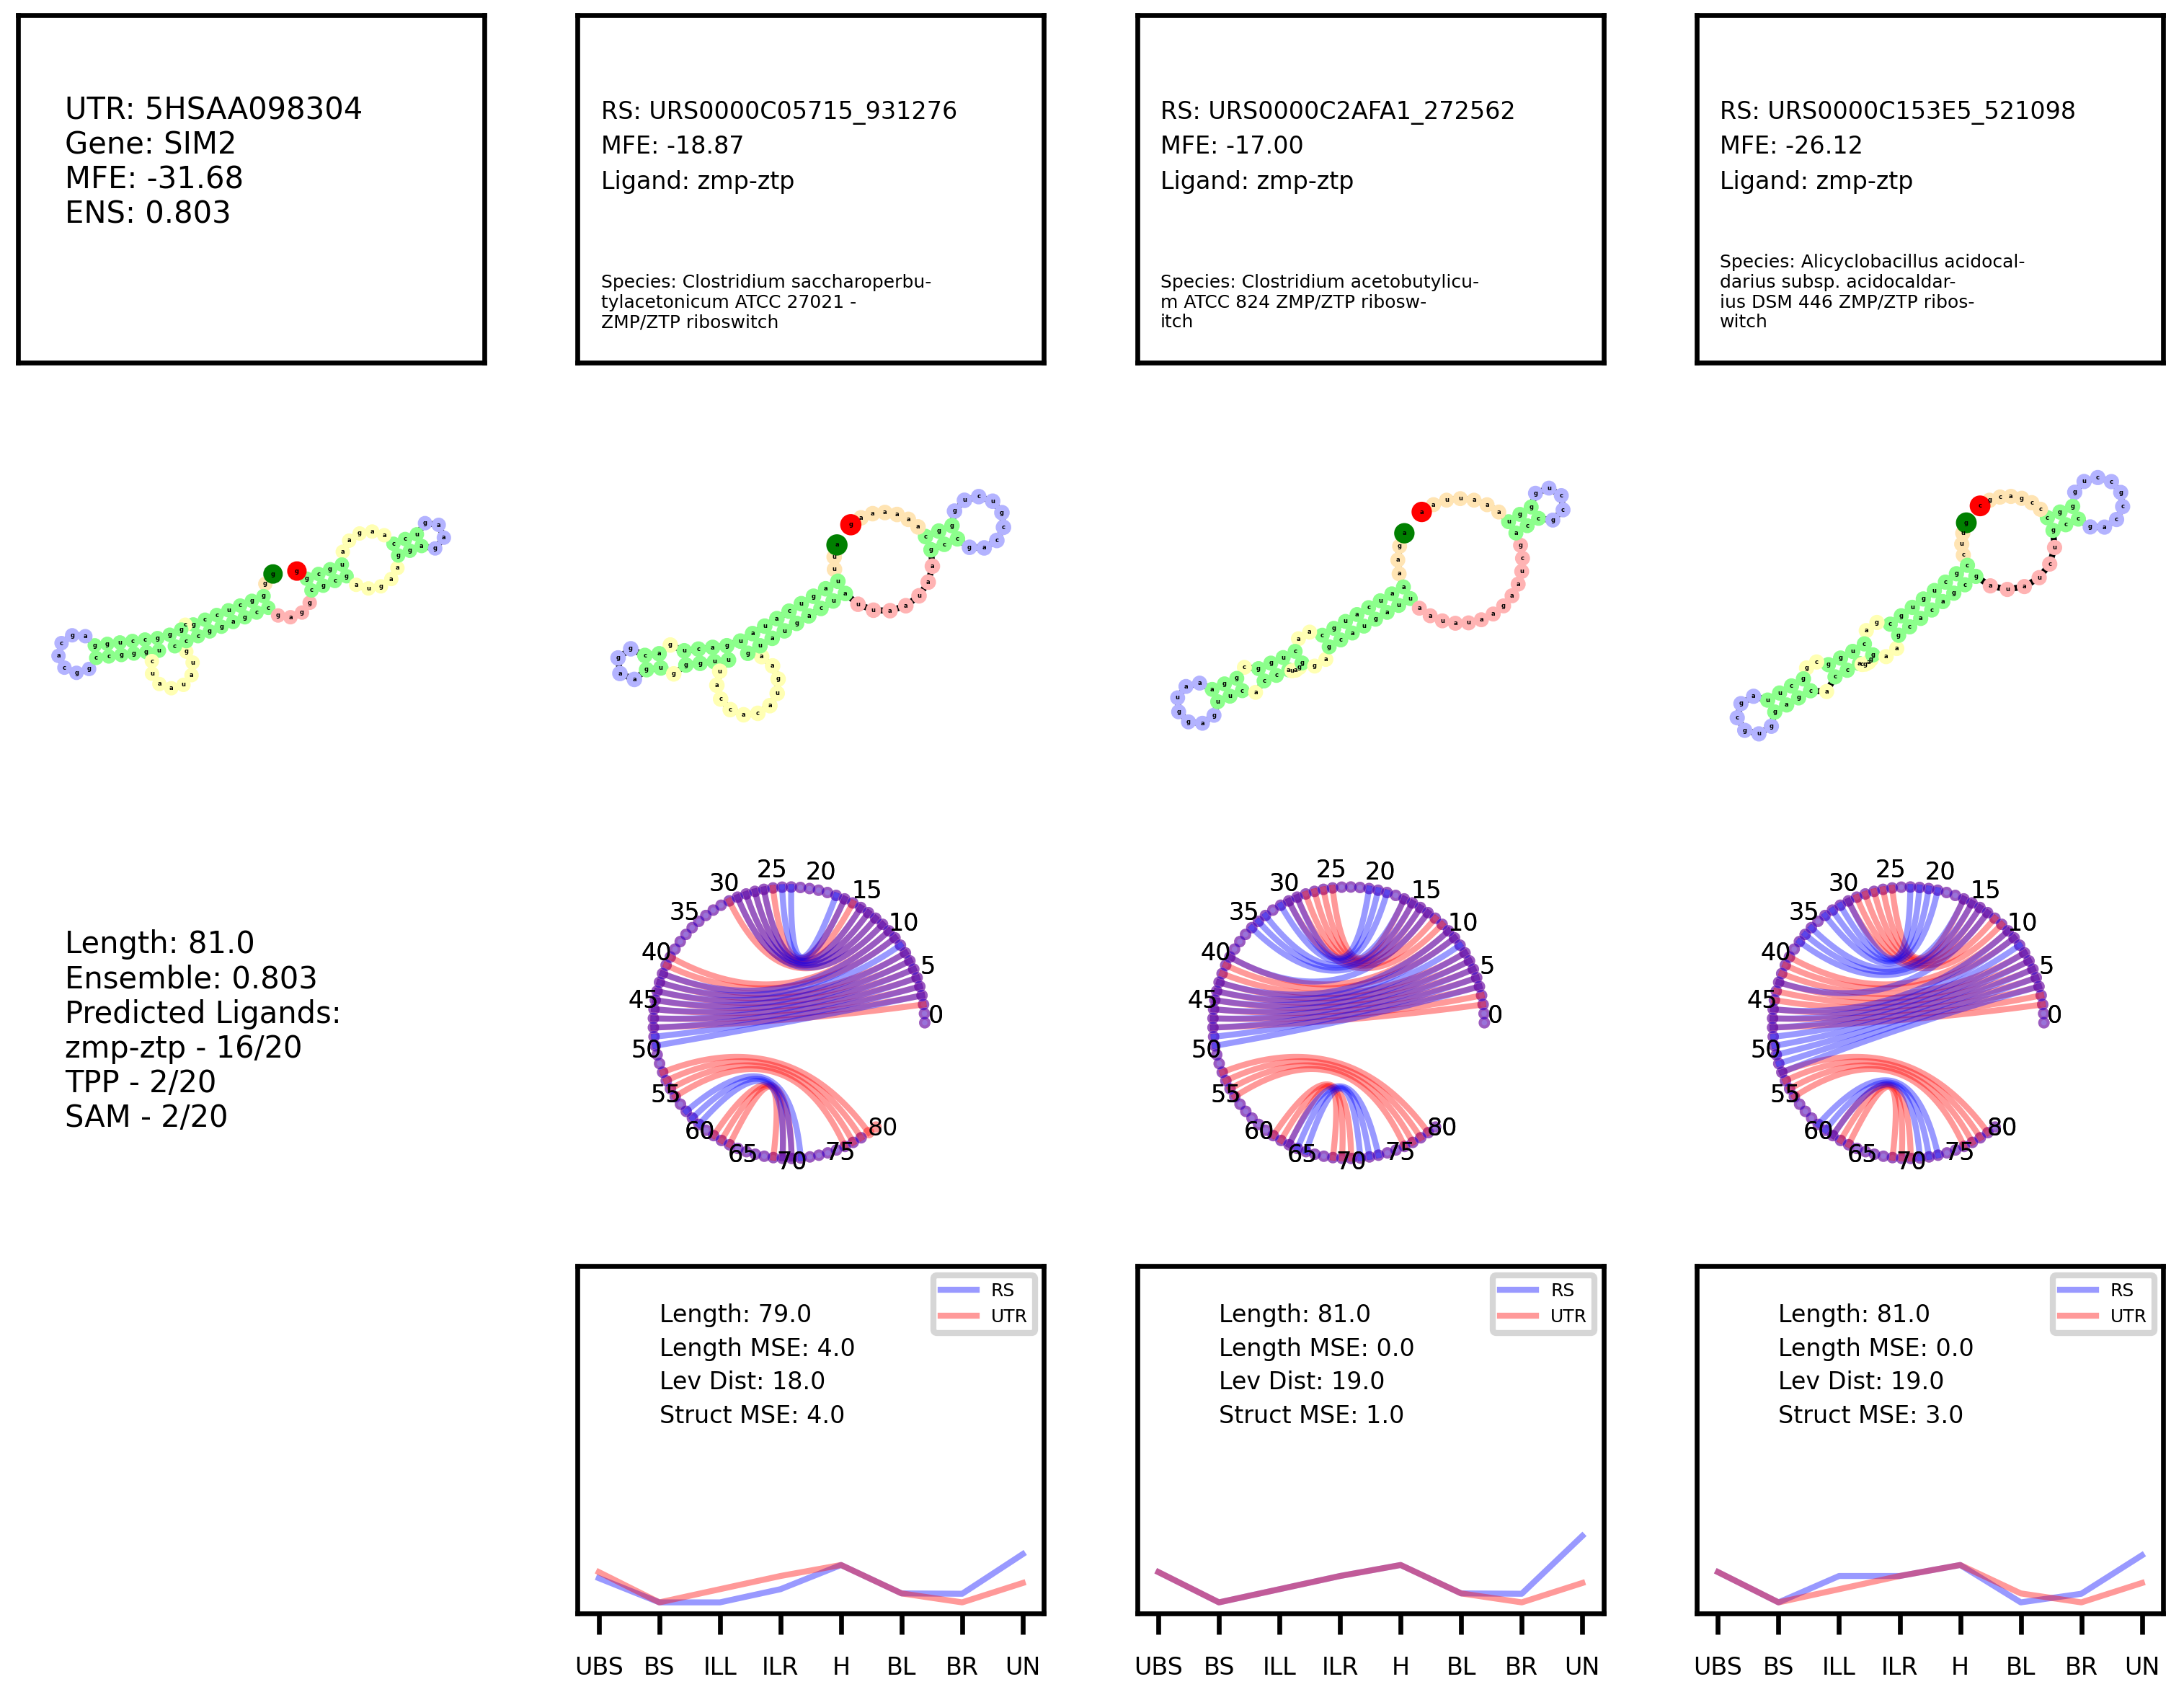 UTR: 5HSAA098304
Gene: SIM2
MFE: -31.68
ENS: 0.803
RS: URS0000C05715_931276
MFE: -18.87
Ligand: zmp-ztp
Species: Clostridium saccharoperbu-
tylacetonicum ATCC 27021 -
ZMP/ZTP riboswitch
RS: URS0000C2AFA1_272562
MFE: -17.00
Ligand: zmp-ztp
Species: Clostridium acetobutylicu-
m ATCC 824 ZMP/ZTP ribosw-
itch
RS: URS0000C153E5_521098
MFE: -26.12
Ligand: zmp-ztp
Species: Alicyclobacillus acidocal-
darius subsp. acidocaldar-
ius DSM 446 ZMP/ZTP ribos-
witch
Length: 81.0
Ensemble: 0.803
Predicted Ligands:
zmp-ztp - 16/20
TPP - 2/20
SAM - 2/20
0
5
10
15
20
25
30
35
40
45
50
55
60
65
70
75
80
0
5
10
15
20
25
30
35
40
45
50
55
60
65
70
75
80
0
5
10
15
20
25
30
35
40
45
50
55
60
65
70
75
80
RS
UTR
Length: 79.0
Length MSE: 4.0
Lev Dist: 18.0
Struct MSE: 4.0
UBS BS ILL ILR H BL BR UN
RS
UTR
Length: 81.0
Length MSE: 0.0
Lev Dist: 19.0
Struct MSE: 1.0
UBS BS ILL ILR H BL BR UN
RS
UTR
Length: 81.0
Length MSE: 0.0
Lev Dist: 19.0
Struct MSE: 3.0
UBS BS ILL ILR H BL BR UN